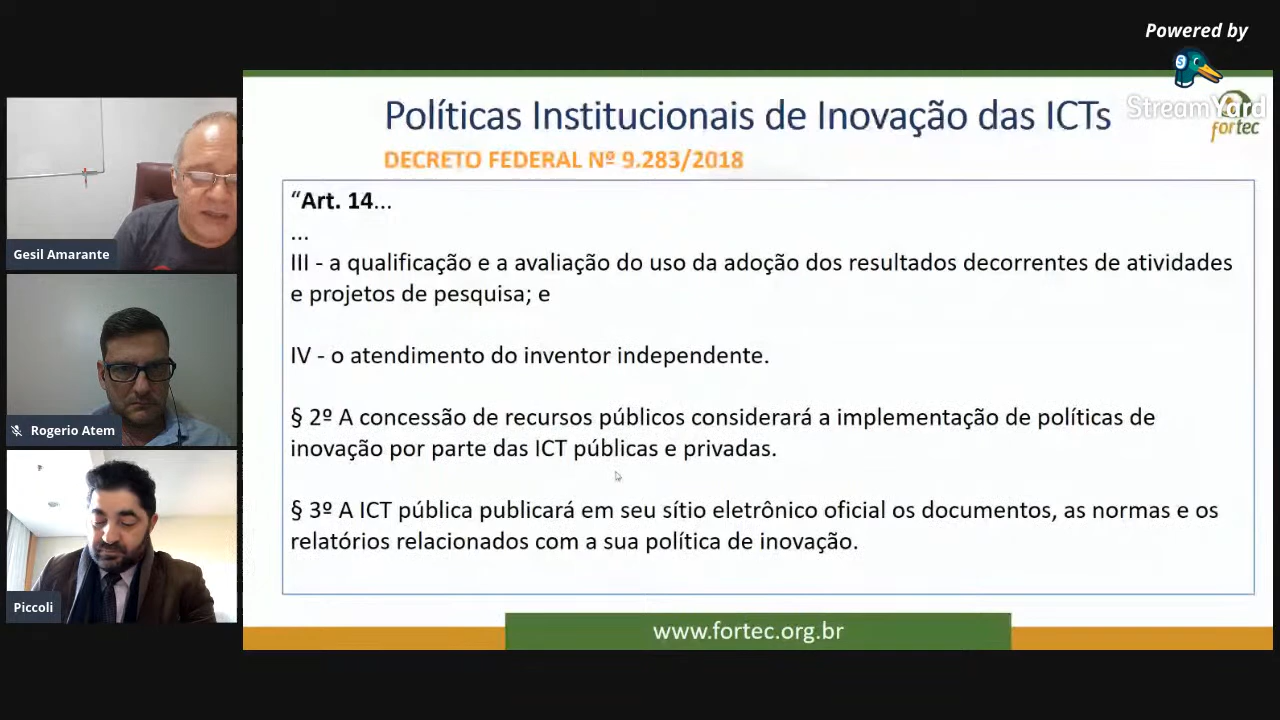 Powered by
S
StreamYard
fortec
Políticas Institucionais de Inovação das ICTs
DECRETO FEDERAL Nº 9.283/2018
“Art. 14...
...
III - a qualificação e a avaliação do uso da adoção dos resultados decorrentes de atividades
e projetos de pesquisa; e
IV - o atendimento do inventor independente.
§ 2º A concessão de recursos públicos considerará a implementação de políticas de
inovação por parte das ICT públicas e privadas.
§ 3º A ICT pública publicará em seu sítio eletrônico oficial os documentos, as normas e os
relatórios relacionados com a sua política de inovação.
www.fortec.org.br
Gesil Amarante
Rogerio Atem
Piccoli